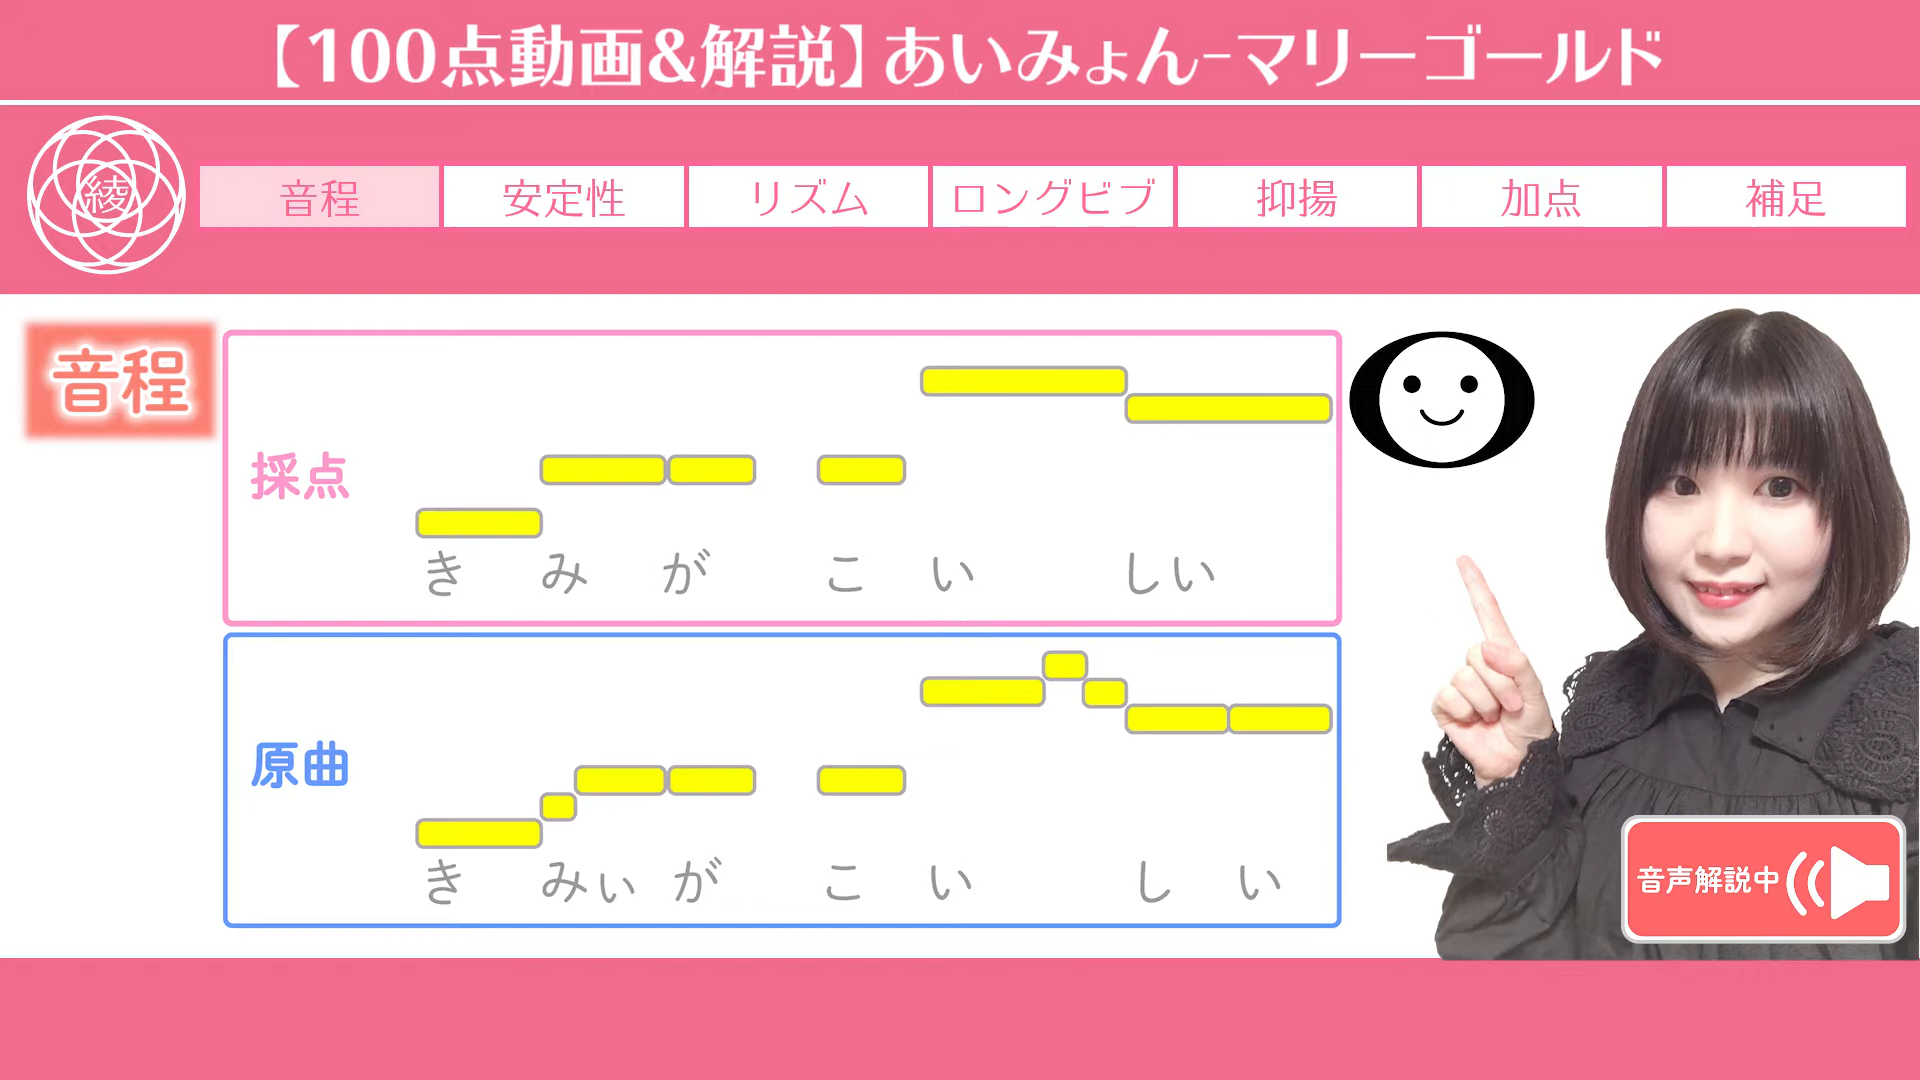 【100点動画&解説】あいみょん-マリーゴールド
綾
音程 安定性 リズム ロングビブ 抑揚 加点 補足
音程
採点
き み が こ い しい
原曲
き みぃ が こ い し い
音声解説中